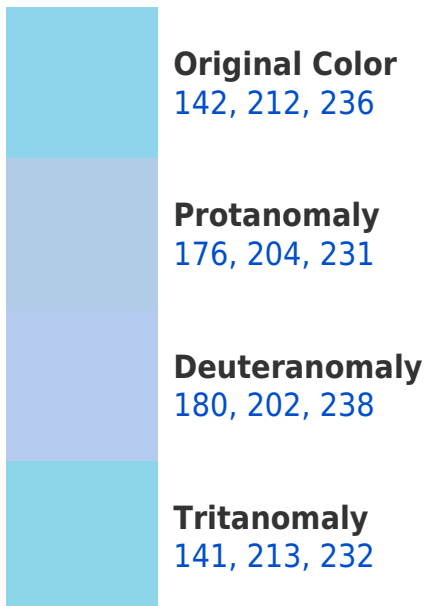 Original Color
142, 212, 236
Protanomaly
176, 204, 231
Deuteranomaly
180, 202, 238
Tritanomaly
141, 213, 232